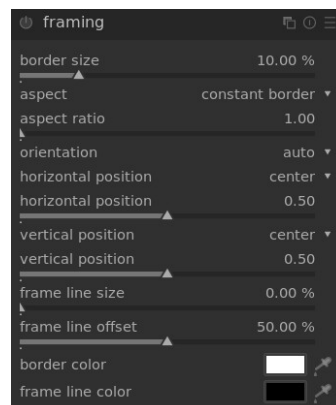 framing
border size 10.00 %
aspect constant border
aspect ratio 1.00
orientation auto
horizontal position center
horizontal position 0.50
vertical position center
vertical position 0.50
frame line size 0.00 %
frame line offset 50.00 %
border color
frame line color